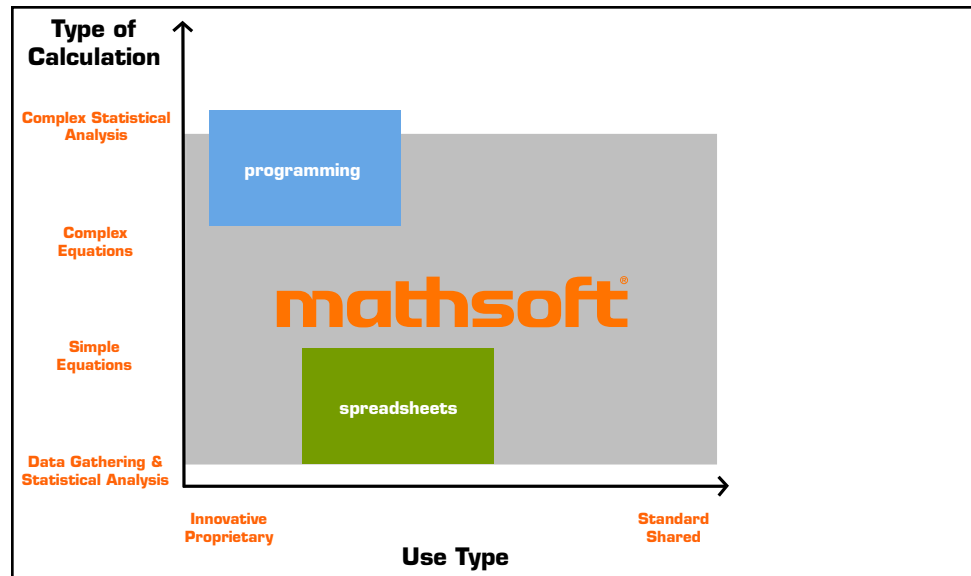 Type of
Calculation
Complex Statistical
Analysis
programming
Complex
Equations
mathsoft®
Simple
Equations
spreadsheets
Data Gathering &
Statistical Analysis
Innovative
Proprietary
Standard
Shared
Use Type